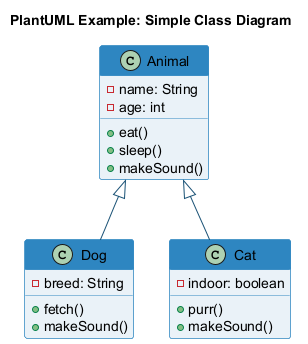 PlantUML Example: Simple Class Diagram
C Animal
name: String
age: int
eat()
sleep()
makeSound()
C Dog
breed: String
fetch()
makeSound()
C Cat
indoor: boolean
purr()
makeSound()